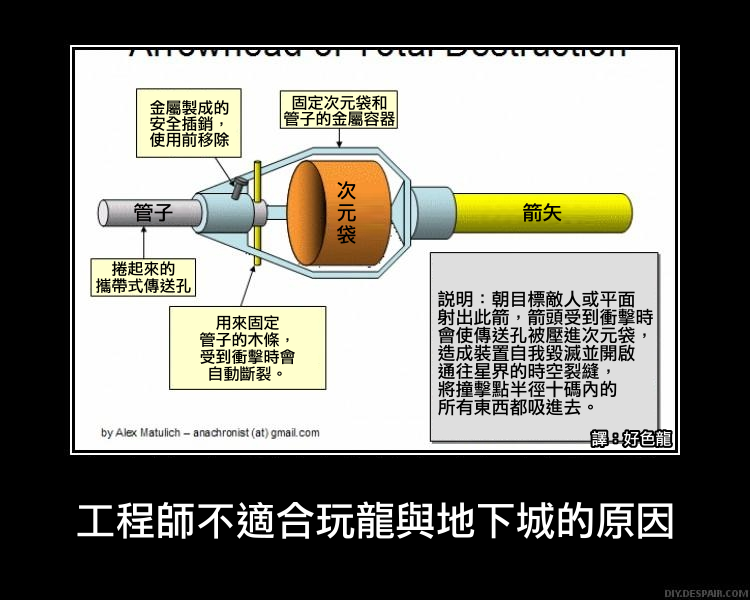 Arrowhead of Total Destruction
金屬製成的
安全插銷，
使用前移除
固定次元袋和
管子的金屬容器
管子
次
元
袋
箭矢
捲起來的
攜帶式傳送孔
用來固定
管子的木條，
受到衝擊時會
自動斷裂。
説明：朝目標敵人或平面
射出此箭，箭頭受到衝擊時
會使傳送孔被壓進次元袋，
造成裝置自我毀滅並開啟
通往星界的時空裂縫，
將撞擊點半徑十碼內的
所有東西都吸進去。
by Alex Matulich – anachronist (at) gmail.com
譯：好色龍
工程師不適合玩龍與地下城的原因
DIY.DESPAIR.COM